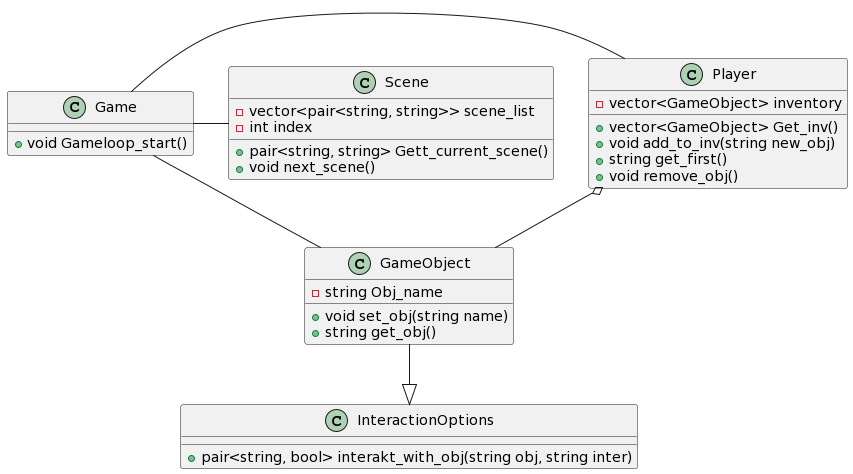 C Game
void Gameloop_start()
C Scene
vector<pair<string, string>> scene_list
int index
pair<string, string> Gett_current_scene()
void next_scene()
C Player
vector<GameObject> inventory
vector<GameObject> Get_inv()
void add_to_inv(string new_obj)
string get_first()
void remove_obj()
C GameObject
string Obj_name
void set_obj(string name)
string get_obj()
C InteractionOptions
pair<string, bool> interakt_with_obj(string obj, string inter)